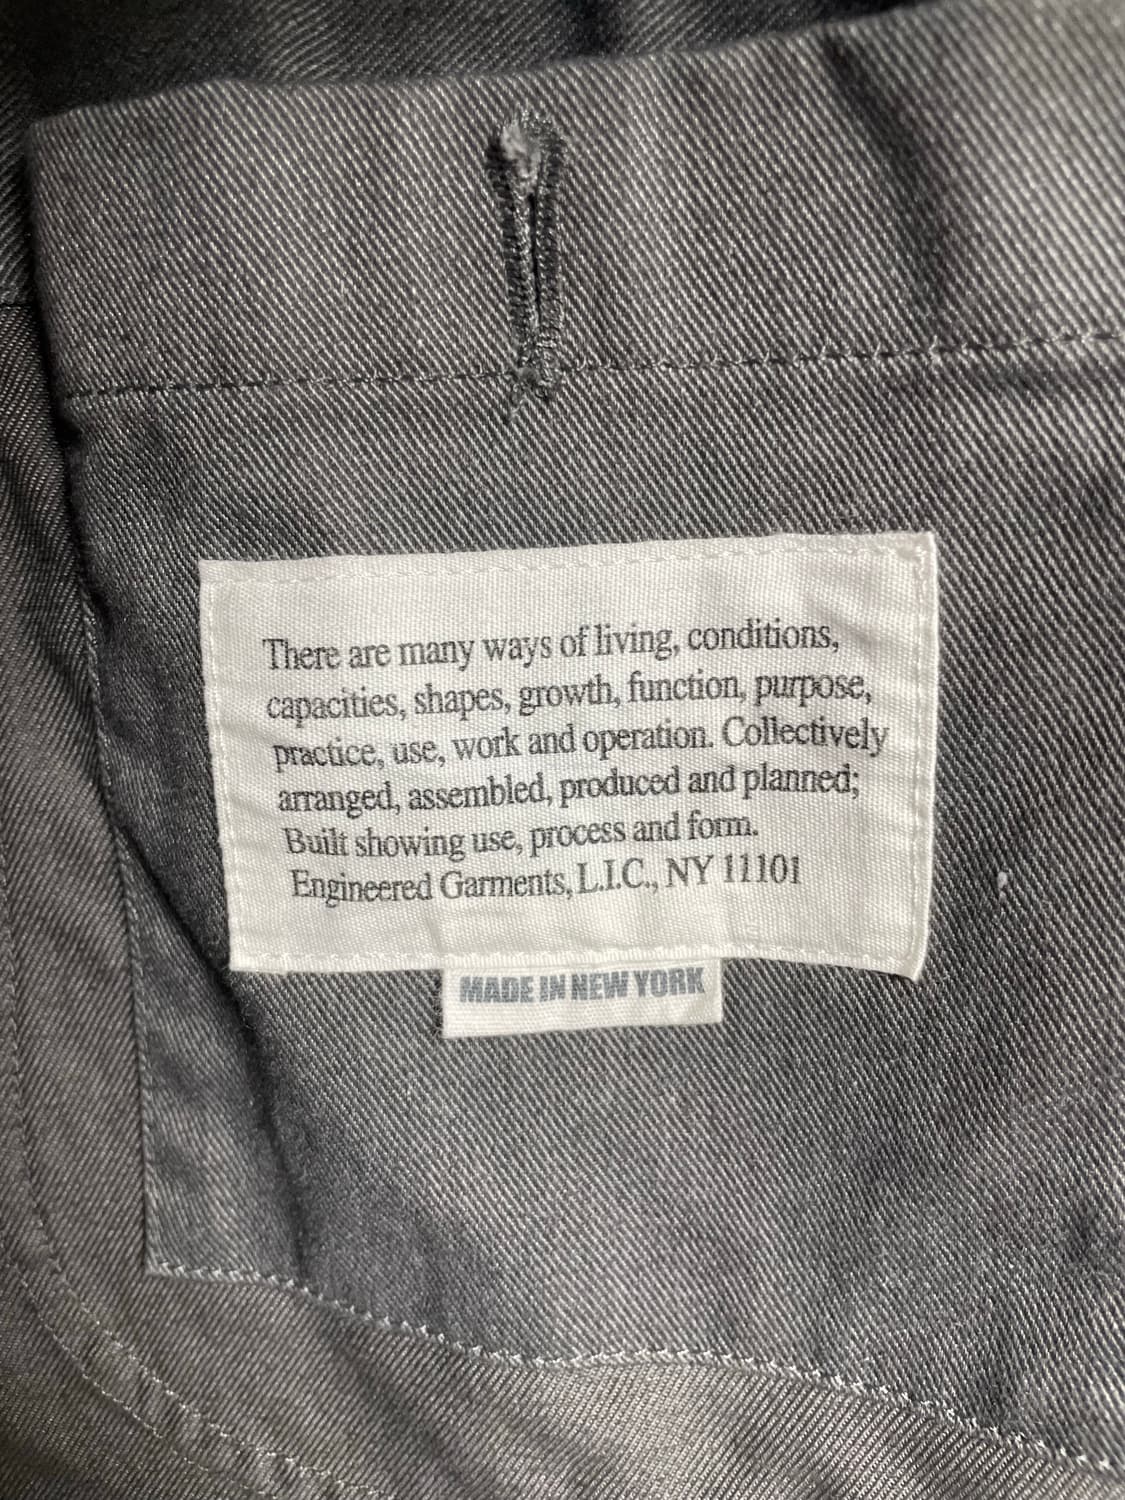 There are many ways of living, conditions,
capacities, shapes, growth, function, purpose,
practice, use, work and operation. Collectively
arranged, assembled, produced and planned;
Built showing use, process and form.
Engineered Garments, L.I.C., NY 11101
MADE IN NEW YORK